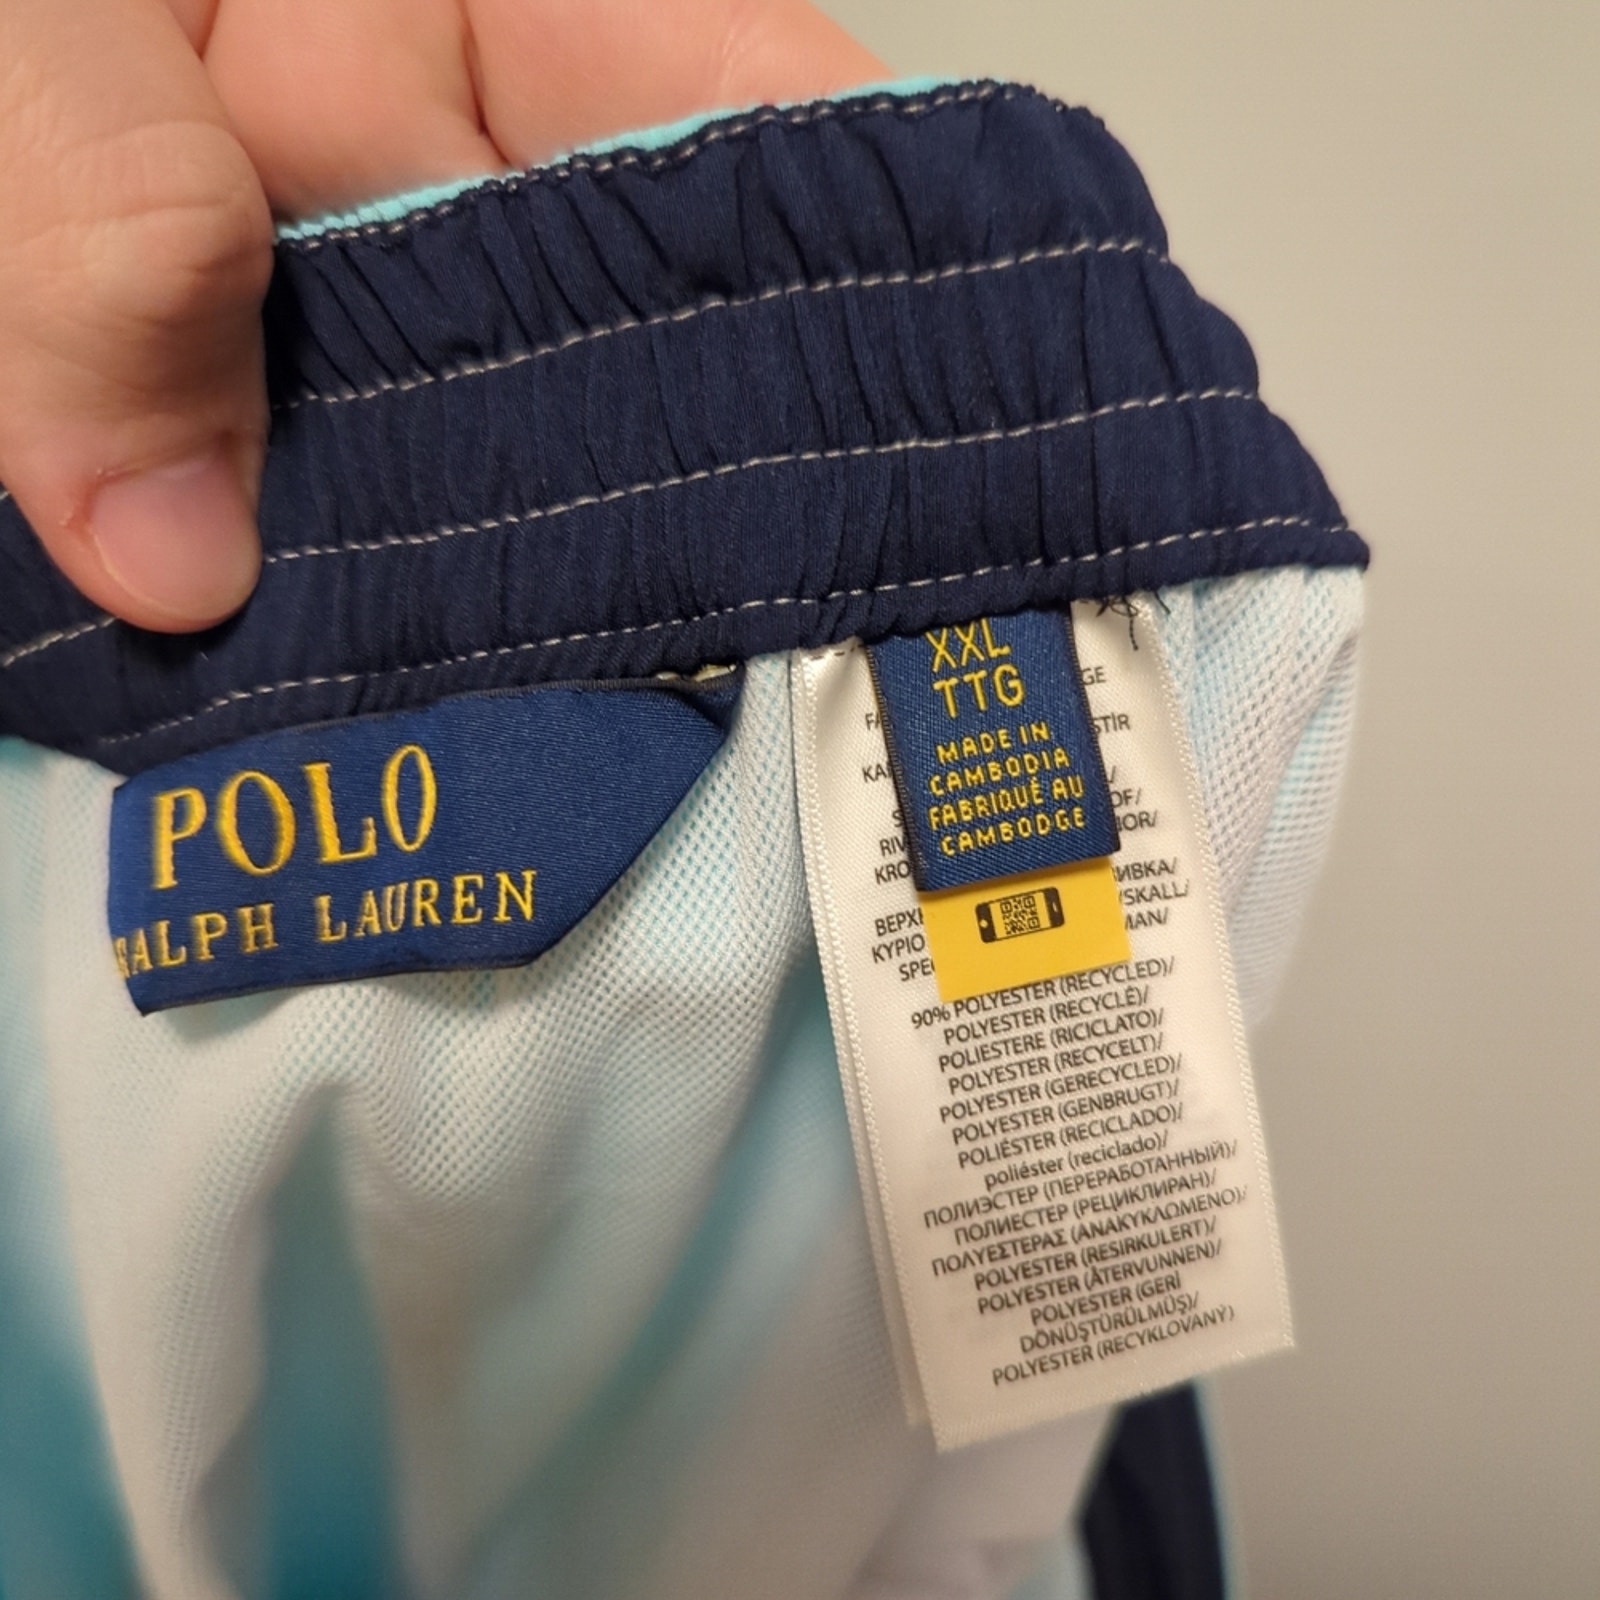 POLO
RALPH LAUREN
XXL
TTG
MADE IN
CAMBODIA
FABRIQUÉ AU
CAMBODGE
90% POLYESTER (RECYCLED)/
POLYESTER (RECYCLÉ)/
POLIESTERE (RICICLATO)/
POLYESTER (RECYCELT)/
POLYESTER (GERECYCLED)/
POLYESTER (GENBRUGT)/
POLIÉSTER (RECICLADO)/
poliéster (reciclado)/
ПОЛИЭСТЕР (ПЕРЕРАБОТАННЫЙ)/
ПОЛИЕСТЕР (РЕЦИКЛИРАН)/
ΠΟΛΥΕΣΤΕΡΑΣ (ΑΝΑΚΥΚΛΩΜΕΝΟ)/
POLYESTER (RESIRKULERT)/
POLYESTER (ÅTERVUNNEN)/
POLYESTER (GERİ
DÖNÜŞTÜRÜLMÜŞ)/
POLYESTER (RECYKLOVANÝ)